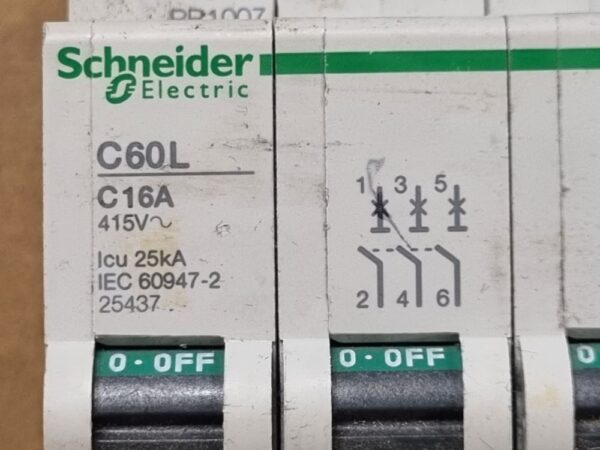 PR1007
Schneider
Electric
C60L
C16A
415V~
Icu 25kA
IEC 60947-2
25437
1 3 5
2 4 6
O · OFF O · OFF O